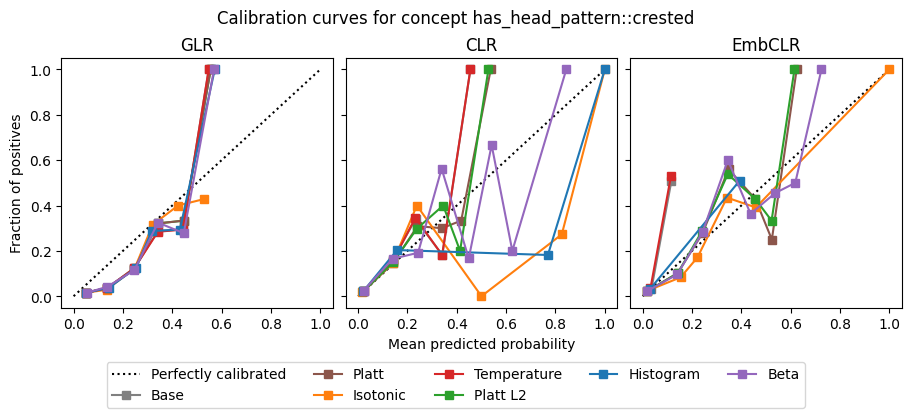 Calibration curves for concept has_head_pattern::crested
GLR
CLR
EmbCLR
Fraction of positives
1.0
0.8
0.6
0.4
0.2
0.0
0.0 0.2 0.4 0.6 0.8 1.0
0.0 0.2 0.4 0.6 0.8 1.0
0.0 0.2 0.4 0.6 0.8 1.0
Mean predicted probability
Perfectly calibrated Platt Temperature Histogram Beta
Base Isotonic Platt L2